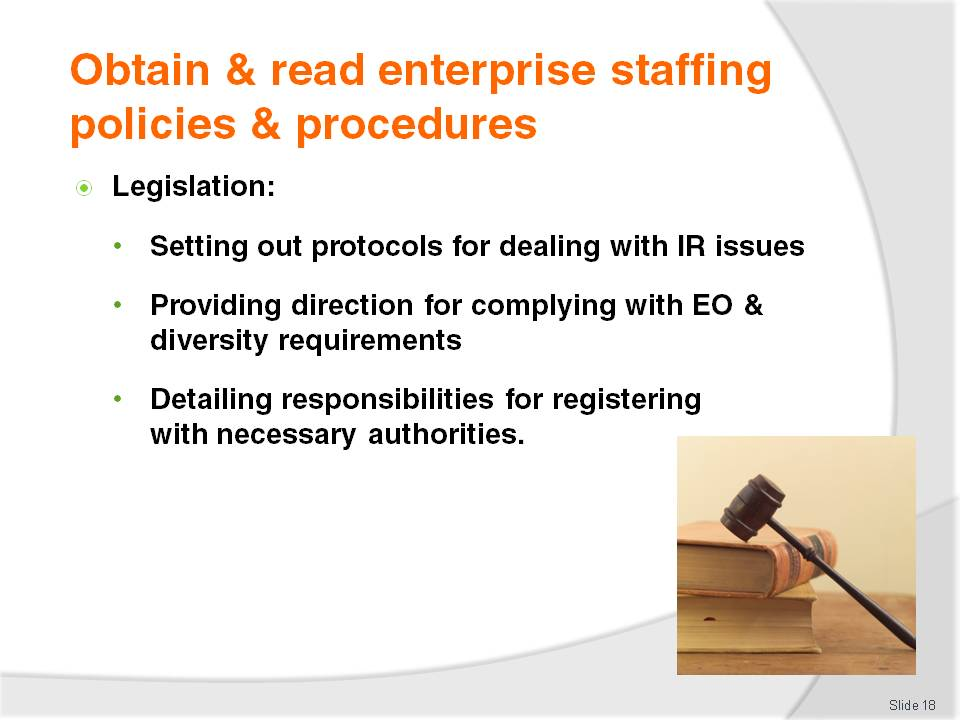 Obtain & read enterprise staffing
policies & procedures
Legislation:
• Setting out protocols for dealing with IR issues
• Providing direction for complying with EO &
diversity requirements
• Detailing responsibilities for registering
with necessary authorities.
Slide 18